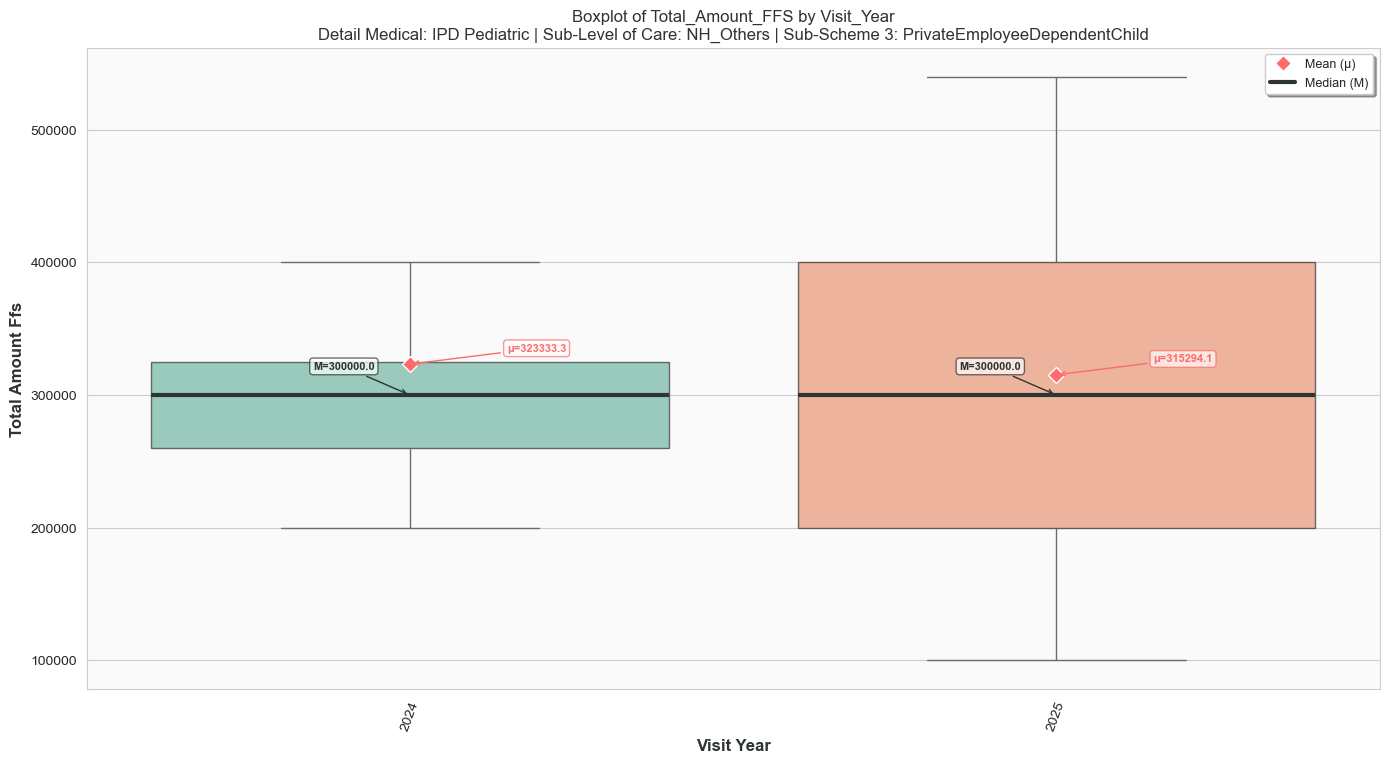 Boxplot of Total_Amount_FFS by Visit_Year
Detail Medical: IPD Pediatric | Sub-Level of Care: NH_Others | Sub-Scheme 3: PrivateEmployeeDependentChild
Mean (μ)
Median (M)
Total Amount Ffs
500000
400000
300000
200000
100000
M=300000.0
μ=323333.3
M=300000.0
μ=315294.1
2024
2025
Visit Year